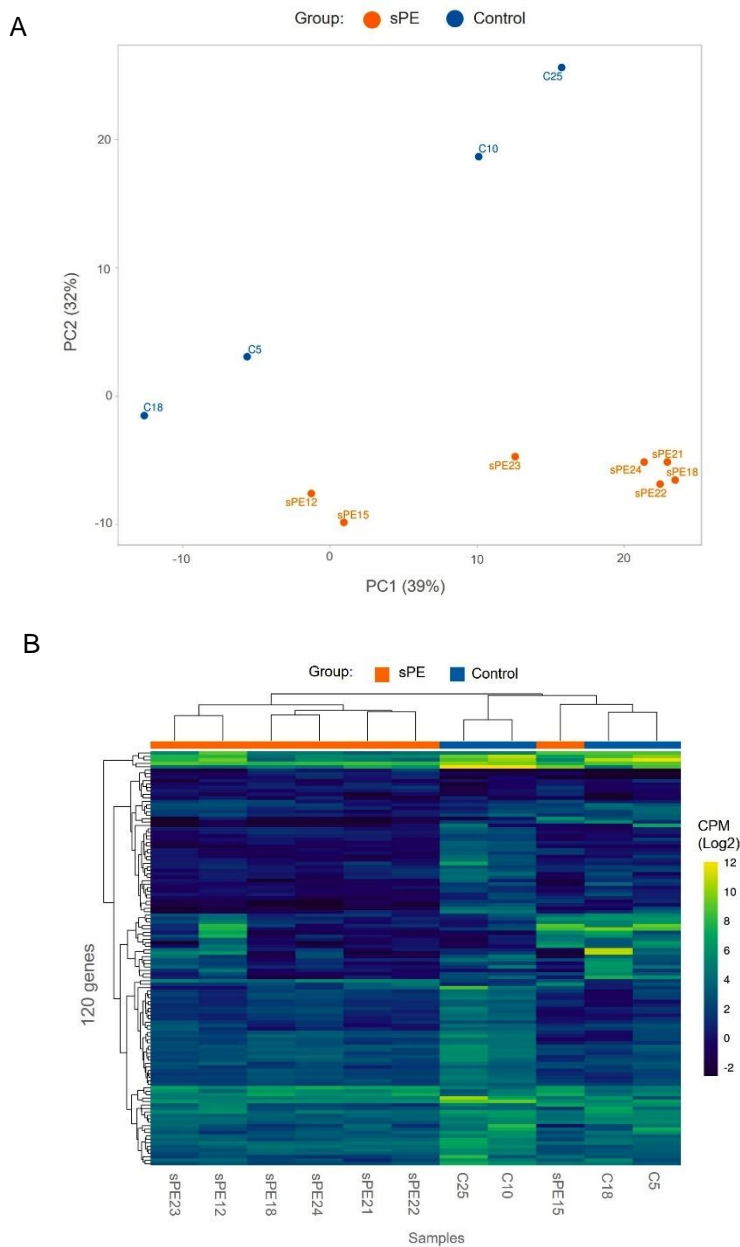 A
Group: sPE Control
C25
20
C10
10
PC2 (32%)
C5
0
C18
sPE21
sPE23
sPE24
sPE18
sPE22
sPE12
sPE15
-10
-10 0 10 20
PC1 (39%)
B
Group: sPE Control
CPM
(Log2)
12
10
8
6
4
2
0
-2
120 genes
sPE23 sPE12 sPE18 sPE24 sPE21 sPE22 C25 C10 sPE15 C18 C5
Samples